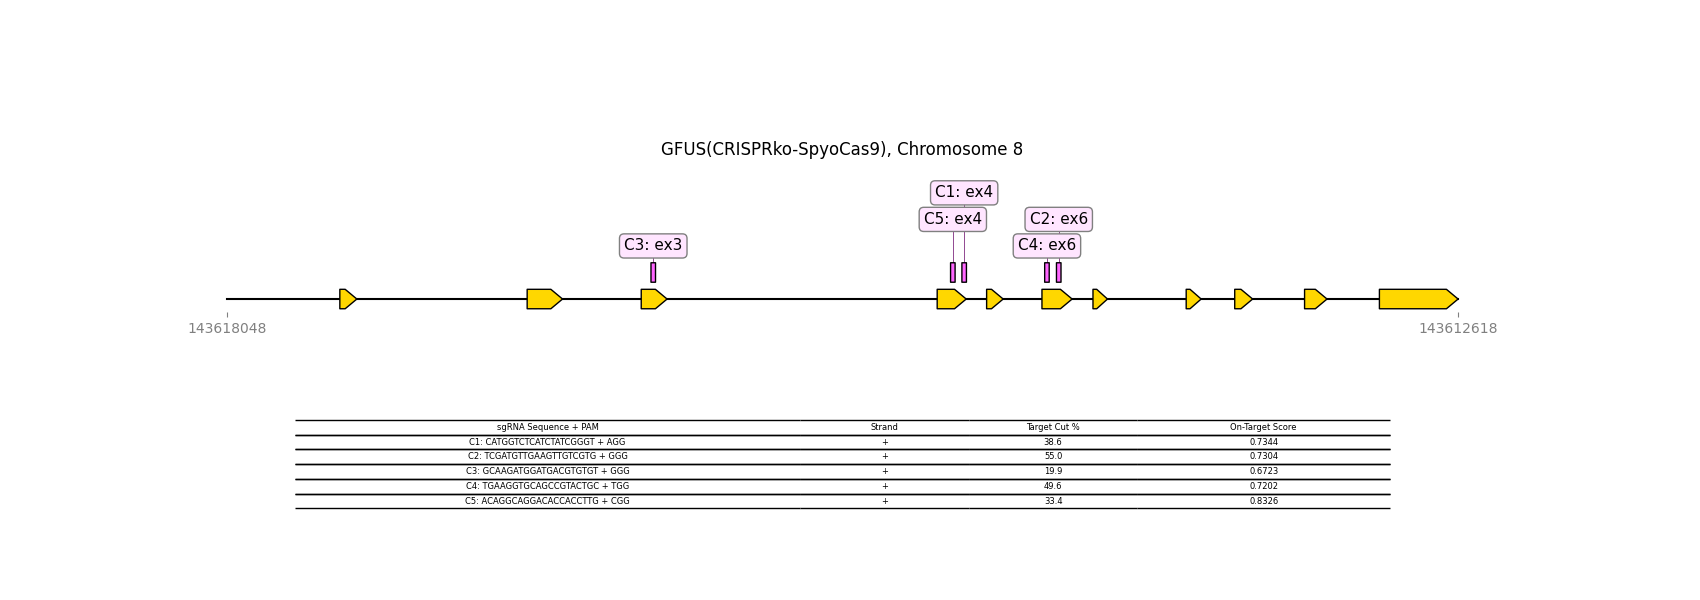 GFUS(CRISPRko-SpyoCas9), Chromosome 8
C1: ex4
C5: ex4
C2: ex6
C3: ex3
C4: ex6
143618048
143612618
sgRNA Sequence + PAM Strand Target Cut % On-Target Score
C1: CATGGTCTCATCTATCGGGT + AGG + 38.6 0.7344
C2: TCGATGTTGAAGTTGTCGTG + GGG + 55.0 0.7304
C3: GCAAGATGGATGACGTGTGT + GGG + 19.9 0.6723
C4: TGAAGGTGCAGCCGTACTGC + TGG + 49.6 0.7202
C5: ACAGGCAGGACACCACCTTG + CGG + 33.4 0.8326